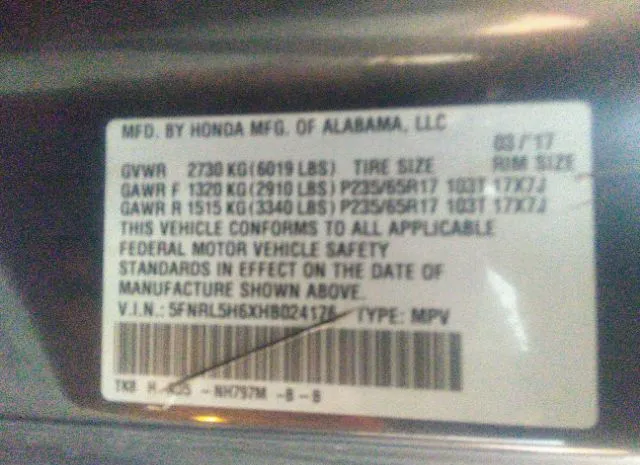 MFD. BY HONDA MFG. OF ALABAMA, LLC
03/17
GVWR 2730 KG(6019 LBS) TIRE SIZE RIM SIZE
GAWR F 1320 KG(2910 LBS) P235/65R17 103T 17X7J
GAWR R 1515 KG(3340 LBS) P235/65R17 103T 17X7J
THIS VEHICLE CONFORMS TO ALL APPLICABLE
FEDERAL MOTOR VEHICLE SAFETY
STANDARDS IN EFFECT ON THE DATE OF
MANUFACTURE SHOWN ABOVE.
V.I.N.: 5FNRL5H6XHB024176 TYPE: MPV
TK8 H - -NH797M -B-B